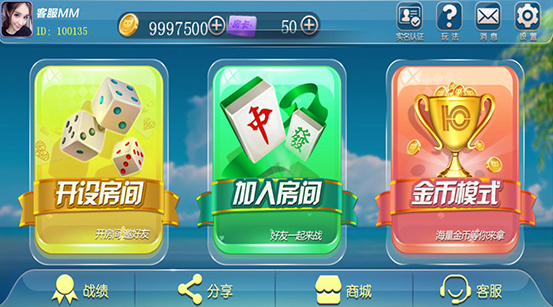 客服MM
ID: 100135
9997500
房卡
50
实名认证
玩法
消息
设置
中
發
10
开设房间
开房间 邀好友
加入房间
好友一起来战
金币模式
海量金币等你来拿
战绩
分享
商城
客服